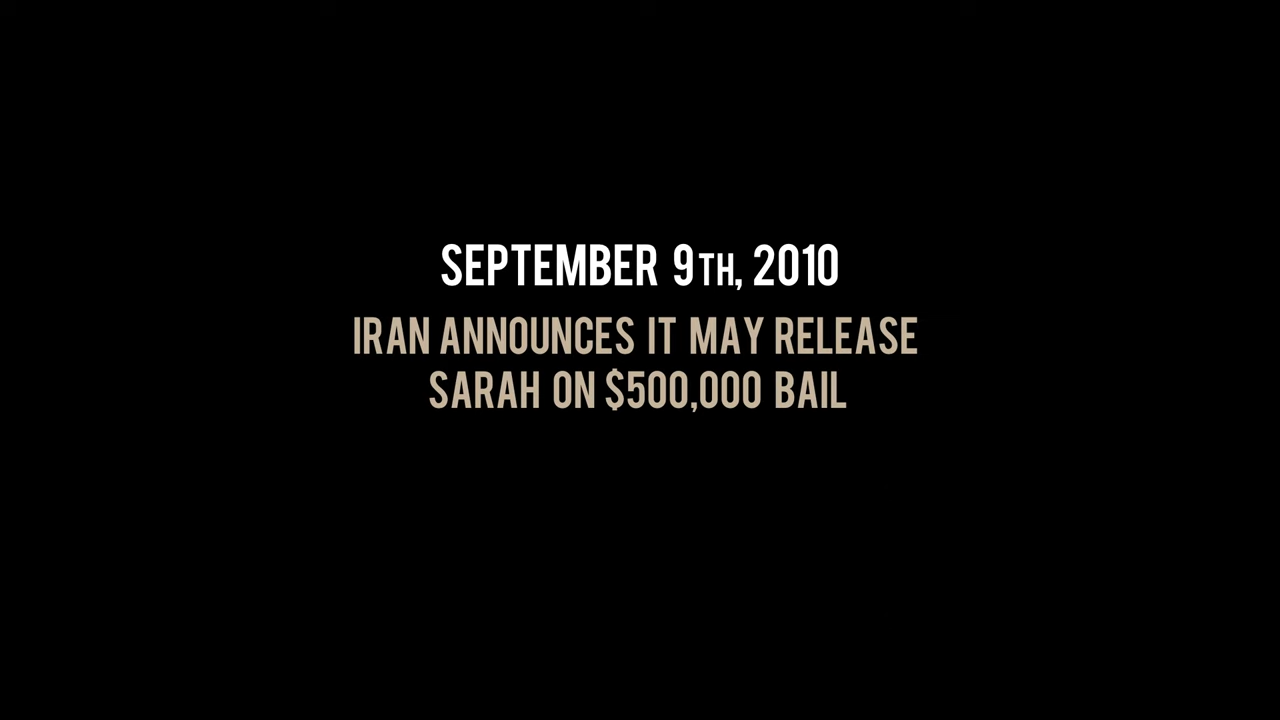 SEPTEMBER 9TH, 2010
IRAN ANNOUNCES IT MAY RELEASE
SARAH ON $500,000 BAIL